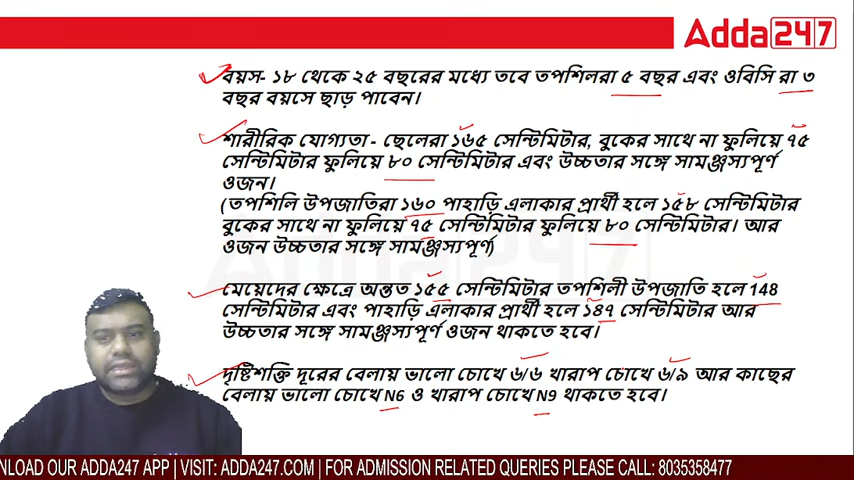 Adda247
বয়স- ১৮ থেকে ২৫ বছরের মধ্যে তবে তপশিলরা ৫ বছর এবং ওবিসি রা ৩
বছর বয়সে ছাড় পাবেন।
শারীরিক যোগ্যতা - ছেলেরা ১৬৫ সেন্টিমিটার, বুকের সাথে না ফুলিয়ে ৭৫
সেন্টিমিটার ফুলিয়ে ৮০ সেন্টিমিটার এবং উচ্চতার সঙ্গে সামঞ্জস্যপূর্ণ
ওজন।
(তপশিলি উপজাতিরা ১৬০ পাহাড়ি এলাকার প্রার্থী হলে ১৫৮ সেন্টিমিটার
বুকের সাথে না ফুলিয়ে ৭৫ সেন্টিমিটার ফুলিয়ে ৮০ সেন্টিমিটার। আর
ওজন উচ্চতার সঙ্গে সামঞ্জস্যপূর্ণ)
মেয়েদের ক্ষেত্রে অন্তত ১৫৫ সেন্টিমিটার তপশিলী উপজাতি হলে 148
সেন্টিমিটার এবং পাহাড়ি এলাকার প্রার্থী হলে ১৪৭ সেন্টিমিটার আর
উচ্চতার সঙ্গে সামঞ্জস্যপূর্ণ ওজন থাকতে হবে।
দৃষ্টিশক্তি দূরের বেলায় ভালো চোখে ৬/৬ খারাপ চোখে ৬/৯ আর কাছের
বেলায় ভালো চোখে N6 ও খারাপ চোখে N9 থাকতে হবে।
NLOAD OUR ADDA247 APP | VISIT: ADDA247.COM | FOR ADMISSION RELATED QUERIES PLEASE CALL: 8035358477